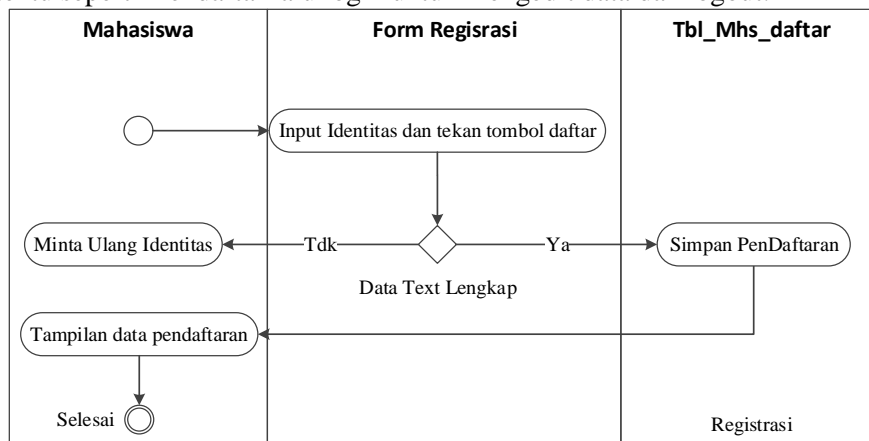 Mahasiswa
Form Regisrasi
Tbl_Mhs_daftar
Input Identitas dan tekan tombol daftar
Minta Ulang Identitas
Tdk
Ya
Simpan PenDaftaran
Data Text Lengkap
Tampilan data pendaftaran
Selesai
Registrasi